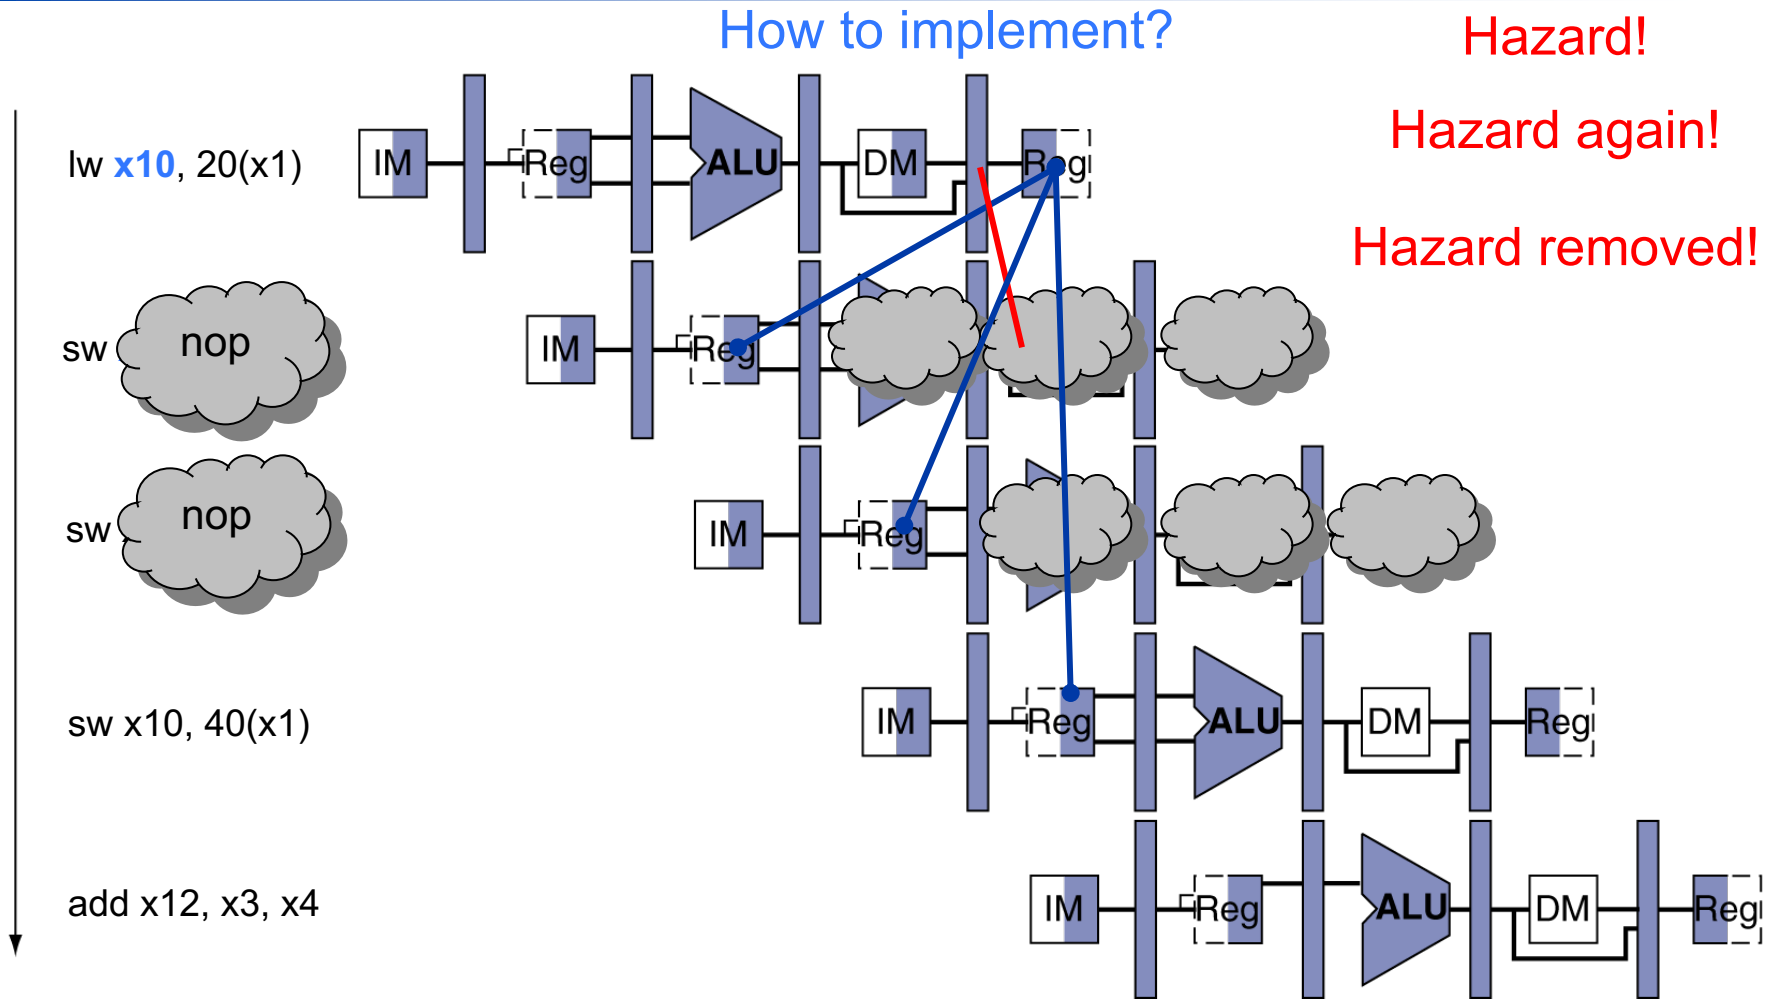 How to implement?
Hazard!
Hazard again!
Hazard removed!
lw x10, 20(x1)
IM Reg ALU DM Reg
sw nop
IM Reg
sw nop
IM Reg
sw x10, 40(x1)
IM Reg ALU DM Reg
add x12, x3, x4
IM Reg ALU DM Reg